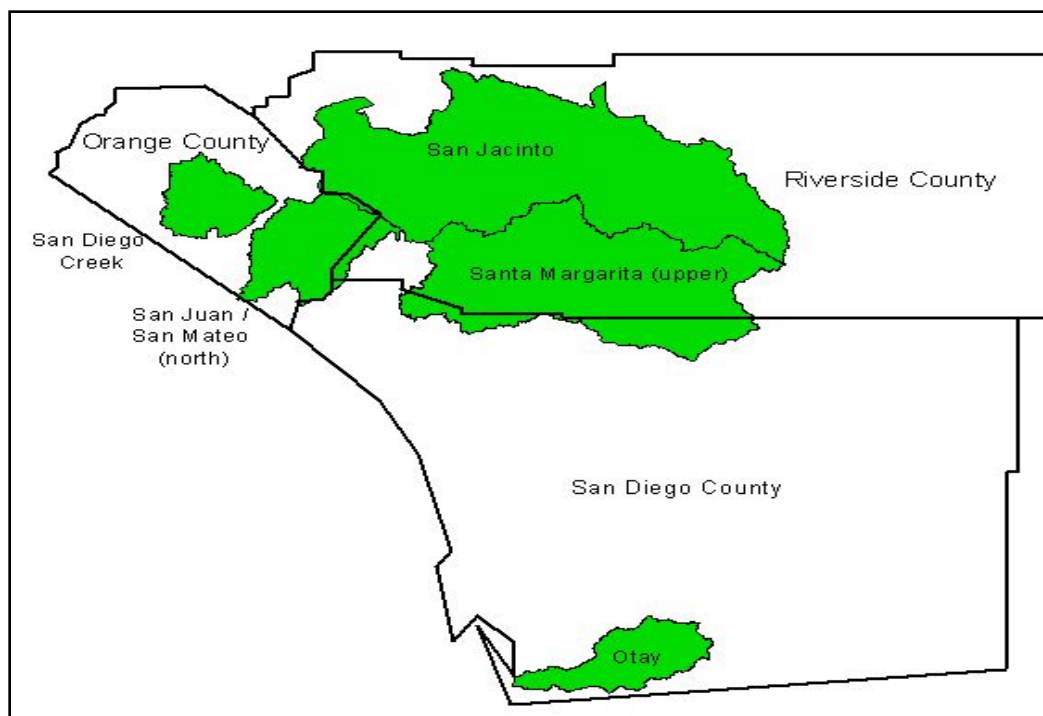 Orange County
San Jacinto
Riverside County
San Diego
Creek
Santa Margarita (upper)
San Juan /
San Mateo
(north)
San Diego County
Otay